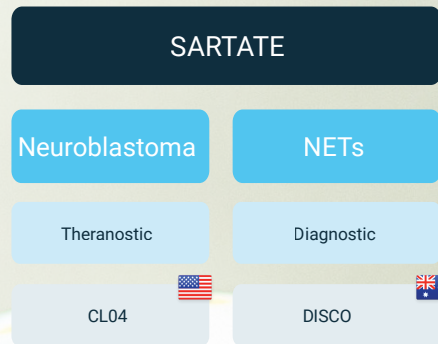 SARTATE
Neuroblastoma
NETs
Theranostic
Diagnostic
CL04
DISCO